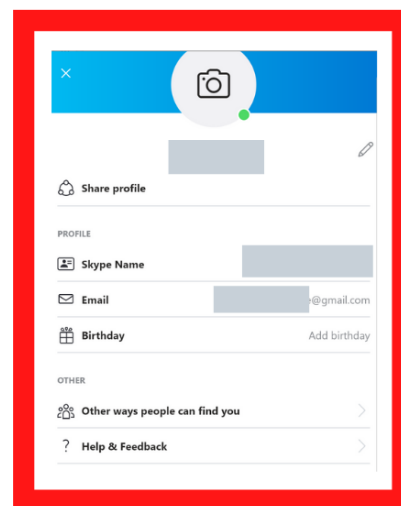 Share profile
PROFILE
Skype Name
Email @gmail.com
Birthday Add birthday
OTHER
Other ways people can find you
? Help & Feedback